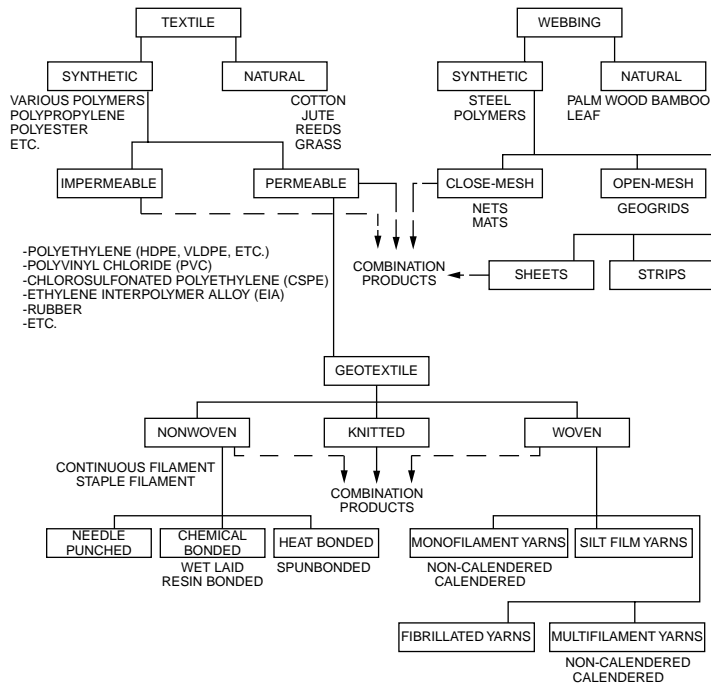 TEXTILE
WEBBING
SYNTHETIC
NATURAL
SYNTHETIC
NATURAL
VARIOUS POLYMERS
POLYPROPYLENE
POLYESTER
ETC.
COTTON
JUTE
REEDS
GRASS
STEEL
POLYMERS
PALM WOOD BAMBOO
LEAF
IMPERMEABLE
PERMEABLE
CLOSE-MESH
OPEN-MESH
NETS
MATS
GEOGRIDS
-POLYETHYLENE (HDPE, VLDPE, ETC.)
-POLYVINYL CHLORIDE (PVC)
-CHLOROSULFONATED POLYETHYLENE (CSPE)
-ETHYLENE INTERPOLYMER ALLOY (EIA)
-RUBBER
-ETC.
COMBINATION
PRODUCTS
SHEETS
STRIPS
GEOTEXTILE
NONWOVEN
KNITTED
WOVEN
CONTINUOUS FILAMENT
STAPLE FILAMENT
COMBINATION
PRODUCTS
NEEDLE
PUNCHED
CHEMICAL
BONDED
HEAT BONDED
MONOFILAMENT YARNS
SILT FILM YARNS
WET LAID
RESIN BONDED
SPUNBONDED
NON-CALENDERED
CALENDERED
FIBRILLATED YARNS
MULTIFILAMENT YARNS
NON-CALENDERED
CALENDERED